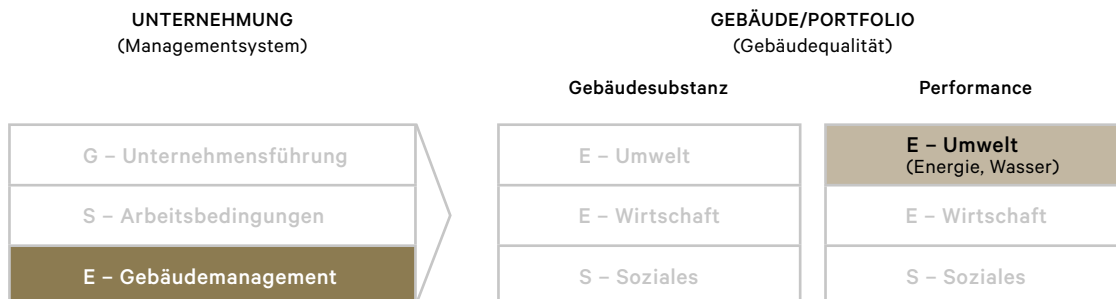 UNTERNEHMUNG
(Managementsystem)
GEBÄUDE/PORTFOLIO
(Gebäudequalität)
Gebäudesubstanz
Performance
G – Unternehmensführung
S – Arbeitsbedingungen
E – Gebäudemanagement
E – Umwelt
E – Wirtschaft
S – Soziales
E – Umwelt
(Energie, Wasser)
E – Wirtschaft
S – Soziales